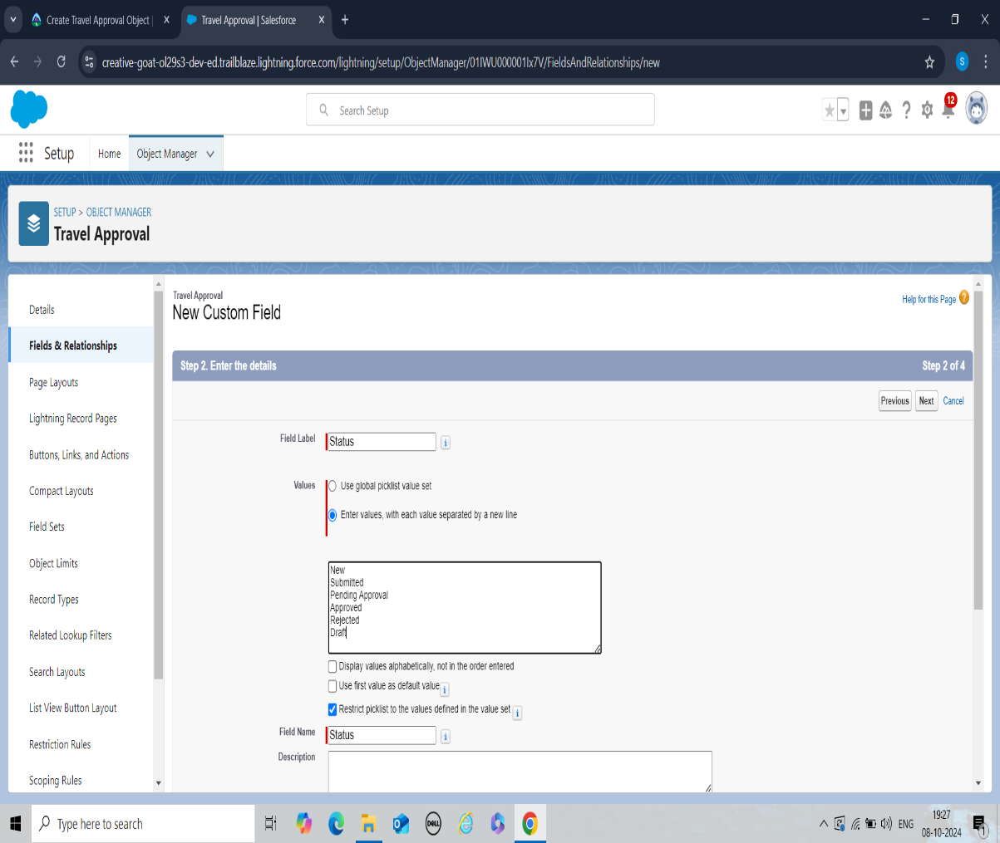 Create Travel Approval Object |
Travel Approval | Salesforce
creative-goat-ol29s3-dev-ed.trailblaze.lightning.force.com/lightning/setup/ObjectManager/01IWU000001Ix7V/FieldsAndRelationships/new
S
Search Setup
12
Setup
Home
Object Manager
SETUP > OBJECT MANAGER
Travel Approval
Details
Fields & Relationships
Page Layouts
Lightning Record Pages
Buttons, Links, and Actions
Compact Layouts
Field Sets
Object Limits
Record Types
Related Lookup Filters
Search Layouts
List View Button Layout
Restriction Rules
Scoping Rules
Travel Approval
New Custom Field
Help for this Page ?
Step 2. Enter the details
Step 2 of 4
Previous
Next
Cancel
Field Label
Status
i
Values
Use global picklist value set
Enter values, with each value separated by a new line
New
Submitted
Pending Approval
Approved
Rejected
Draft
Display values alphabetically, not in the order entered
Use first value as default value
i
Restrict picklist to the values defined in the value set
i
Field Name
Status
i
Description
Type here to search
DELL
ENG
19:27
08-10-2024
1